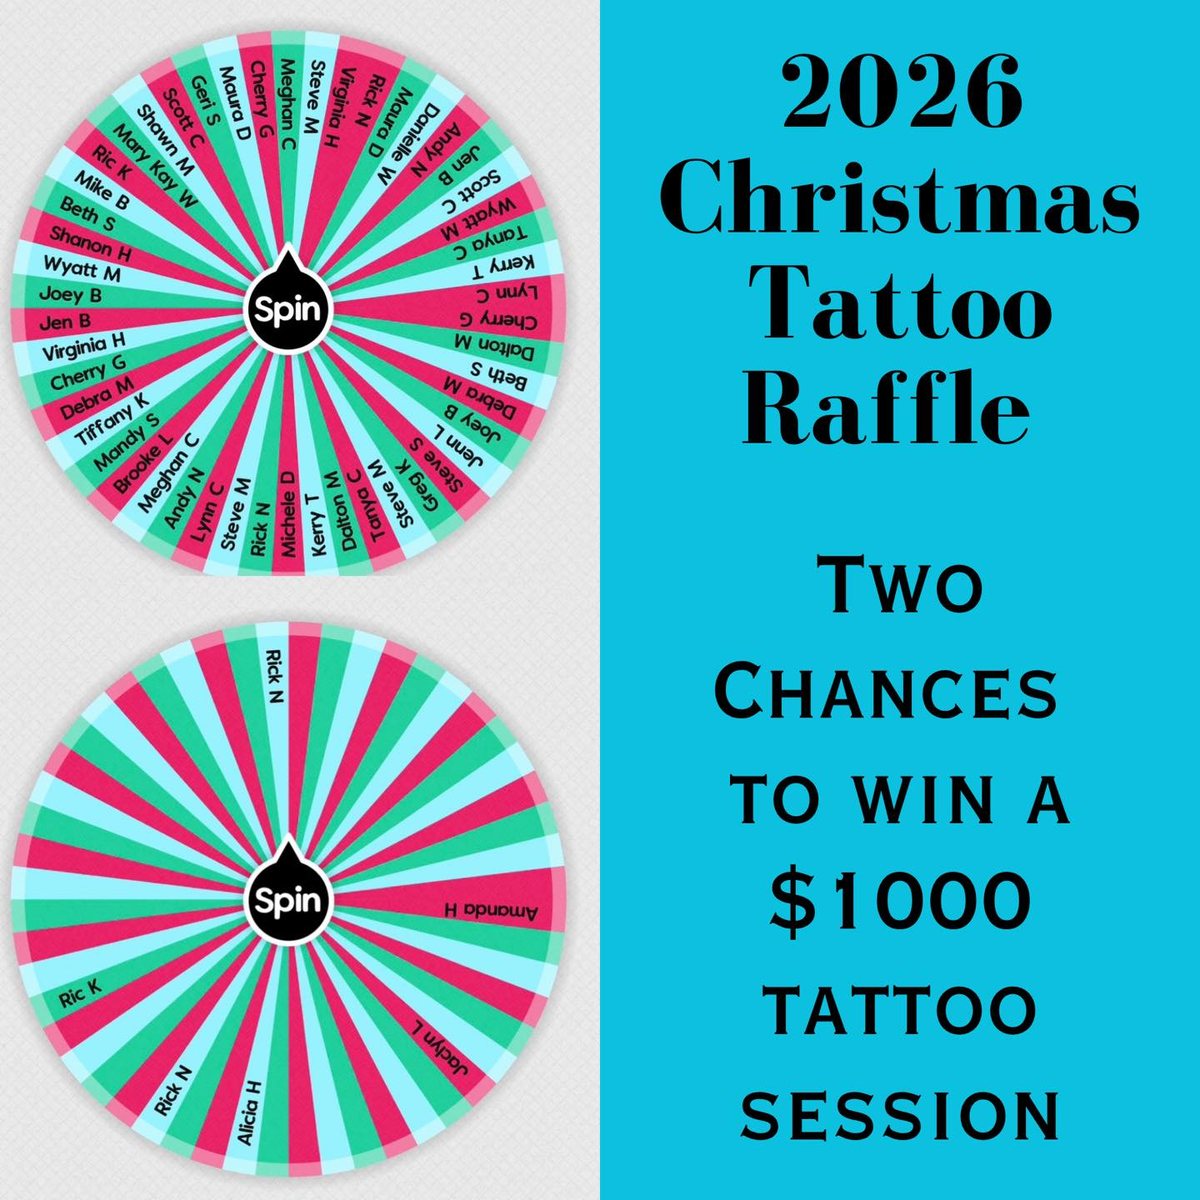 Steve M
Virginia H
Rick N
Maura D
Danielle W
Andy N
Jen B
Scott C
Wyatt M
Tanya C
Kerry T
Lynn C
Cherry G
Dalton M
Beth S
Debra M
Joey B
Jenn L
Steve S
Greg K
Steve M
Tanya C
Dalton M
Kerry T
Michele D
Rick N
Steve M
Lynn C
Andy N
Meghan C
Brooke L
Mandy S
Tiffany K
Debra M
Cherry G
Virginia H
Jen B
Joey B
Wyatt M
Shanon H
Beth S
Mike B
Ric K
Mary Kay W
Shawn M
Scott C
Geri S
Maura D
Cherry G
Meghan C
Spin
Rick N
Amanda H
Jaclyn L
Alicia H
Rick N
Ric K
Spin
2026
Christmas
Tattoo
Raffle
Two
Chances
to win a
$1000
tattoo
session